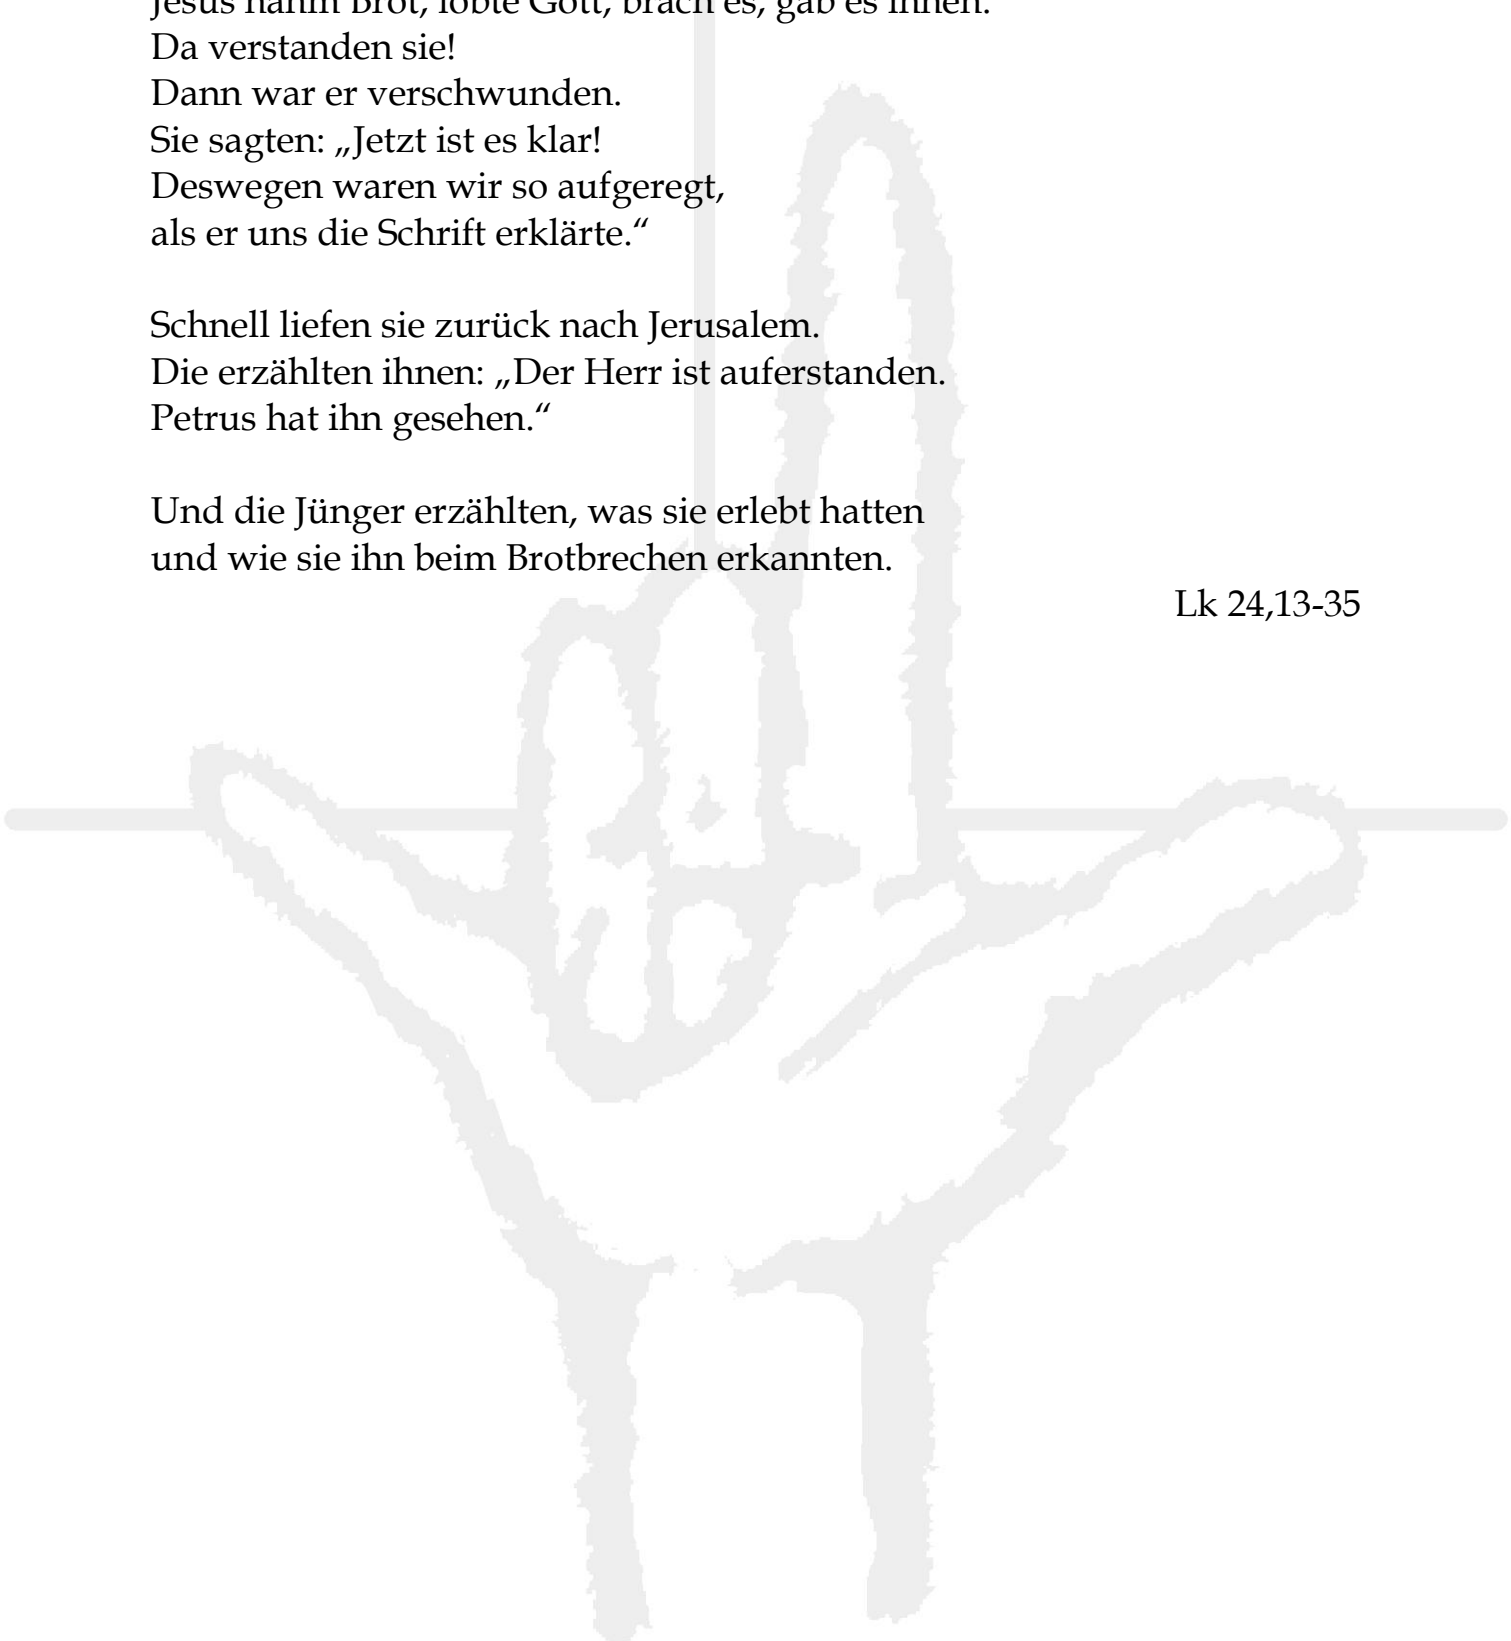 Jesus nahm Brot, lobte Gott, brach es, gab es ihnen.
Da verstanden sie!
Dann war er verschwunden.
Sie sagten: „Jetzt ist es klar!
Deswegen waren wir so aufgeregt,
als er uns die Schrift erklärte.“
Schnell liefen sie zurück nach Jerusalem.
Die erzählten ihnen: „Der Herr ist auferstanden.
Petrus hat ihn gesehen.“
Und die Jünger erzählten, was sie erlebt hatten
und wie sie ihn beim Brotbrechen erkannten.
Lk 24,13-35